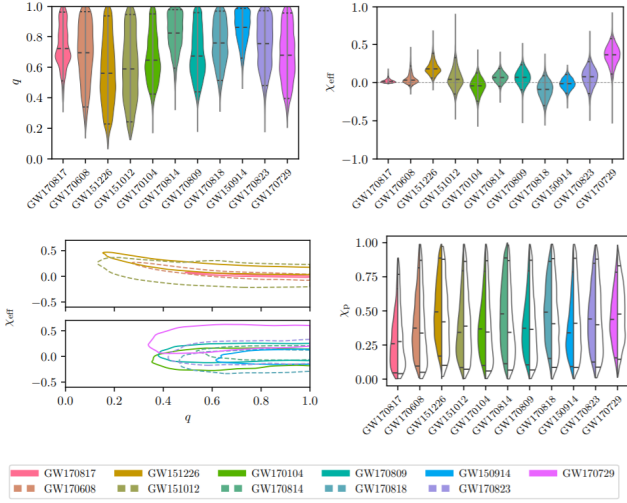 1.0
0.8
0.6
0.4
0.2
0.0
q
GW170817
GW170608
GW151226
GW151012
GW170104
GW170814
GW170809
GW170818
GW150914
GW170823
GW170729
1.0
0.5
0.0
−0.5
−1.0
χeff
GW170817
GW170608
GW151226
GW151012
GW170104
GW170814
GW170809
GW170818
GW150914
GW170823
GW170729
0.5
0.0
−0.5
0.5
0.0
−0.5
χeff
0.0 0.2 0.4 0.6 0.8 1.0
q
1.00
0.75
0.50
0.25
0.00
χp
GW170817
GW170608
GW151226
GW151012
GW170104
GW170814
GW170809
GW170818
GW150914
GW170823
GW170729
GW170817 GW151226 GW170104 GW170809 GW150914 GW170729
GW170608 GW151012 GW170814 GW170818 GW170823